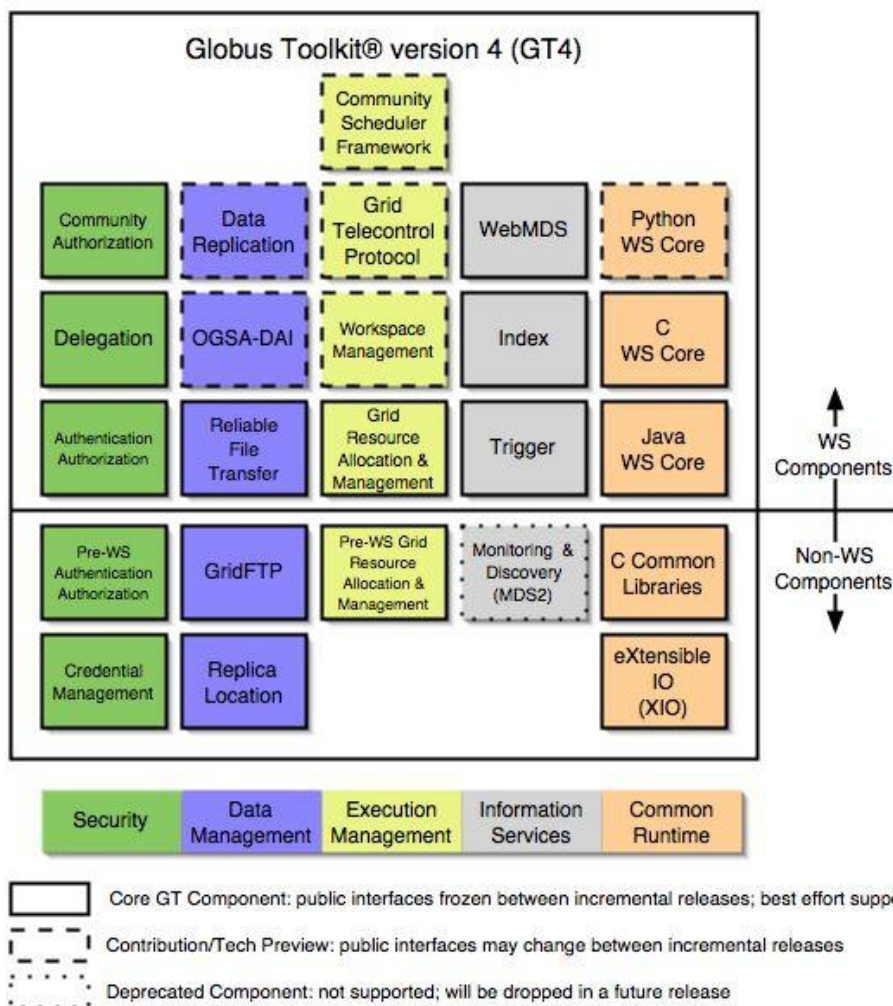 Globus Toolkit® version 4 (GT4)
Community
Scheduler
Framework
Community
Authorization
Data
Replication
Grid
Telecontrol
Protocol
WebMDS
Python
WS Core
Delegation
OGSA-DAI
Workspace
Management
Index
C
WS Core
Authentication
Authorization
Reliable
File
Transfer
Grid
Resource
Allocation &
Management
Trigger
Java
WS Core
WS
Components
Pre-WS
Authentication
Authorization
GridFTP
Pre-WS Grid
Resource
Allocation &
Management
Monitoring &
Discovery
(MDS2)
C Common
Libraries
Non-WS
Components
Credential
Management
Replica
Location
eXtensible
IO
(XIO)
Security
Data
Management
Execution
Management
Information
Services
Common
Runtime
Core GT Component: public interfaces frozen between incremental releases; best effort
Contribution/Tech Preview: public interfaces may change between incremental releases
Deprecated Component: not supported; will be dropped in a future release